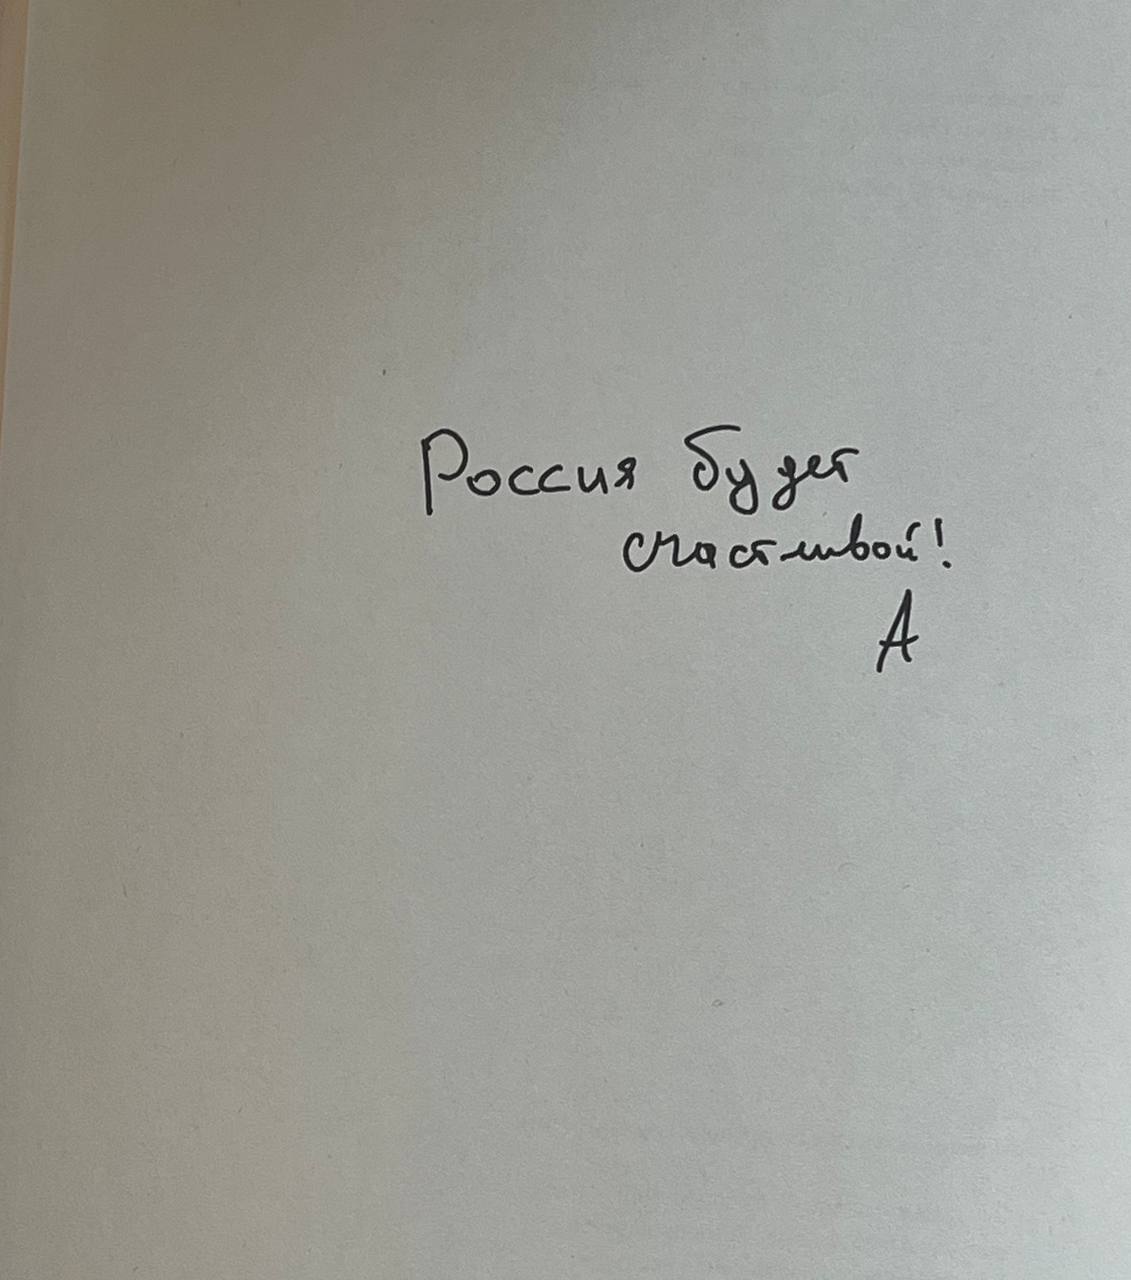 Россия будет
счастливой!
А